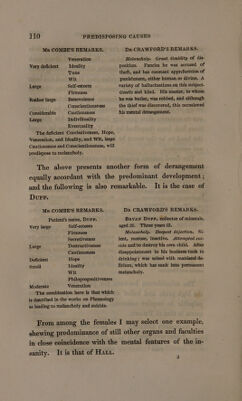 110 PREDISPOSING CAUSES
Mr COMBE'S REMARKS.
Veneration
Very deficient Ideality
Tune
Wit
Large Self-esteem
Firmness
Rather large Benevolence
Conscientiousness
Considerable Cautiousness
Large Individuality
Eventuality
The deficient Combativeness, Hope,
Veneration, and Ideality, and Wit, large
Cautiousness and Conscientiousness, will
predispose to melancholy.
Dr CRAWFORD'S REMARKS.
Melancholy. Great timidity of dis-
position. Fancies he was accused of
theft, and has constant apprehension of
punishment, either human or divine. A
variety of hallucinations on this subject.
Gentle and kind. His master, to whom
he was butler, was robbed, and although
the thief was discovered, this occasioned
his mental derangement.
The above presents another form of derangement
equally accordant with the predominant development;
and the following is also remarkable. It is the case of
DUFF.
Mr COMBE'S REMARKS.
Patient's name, DUFF.
Very large Self-esteem
Firmness
Secretiveness
Large Destructiveness
Cautiousness
Deficient Hope
Small Ideality
Wit
Philoprogenitiveness
Moderate Veneration
The combination here is that which
is described in the works on Phrenology
as leading to melancholy and suicide.
Dr CRAWFORD'S REMARKS.
BRYAN DUFF, collector of minerals,
aged 55. Three years ill.
Melancholy. Deepest dejection. Si-
lent, morose, inactive. Attempted sui-
cide and to destroy his own child. After
disappointment in his business took to
drinking; was seized with maniacal de-
lirium, which has sunk into permanent
melancholy.
From among the females I may select one example,
shewing predominance of still other organs and faculties
in close coincidence with the mental features of the in-
sanity. It is that of HALL.